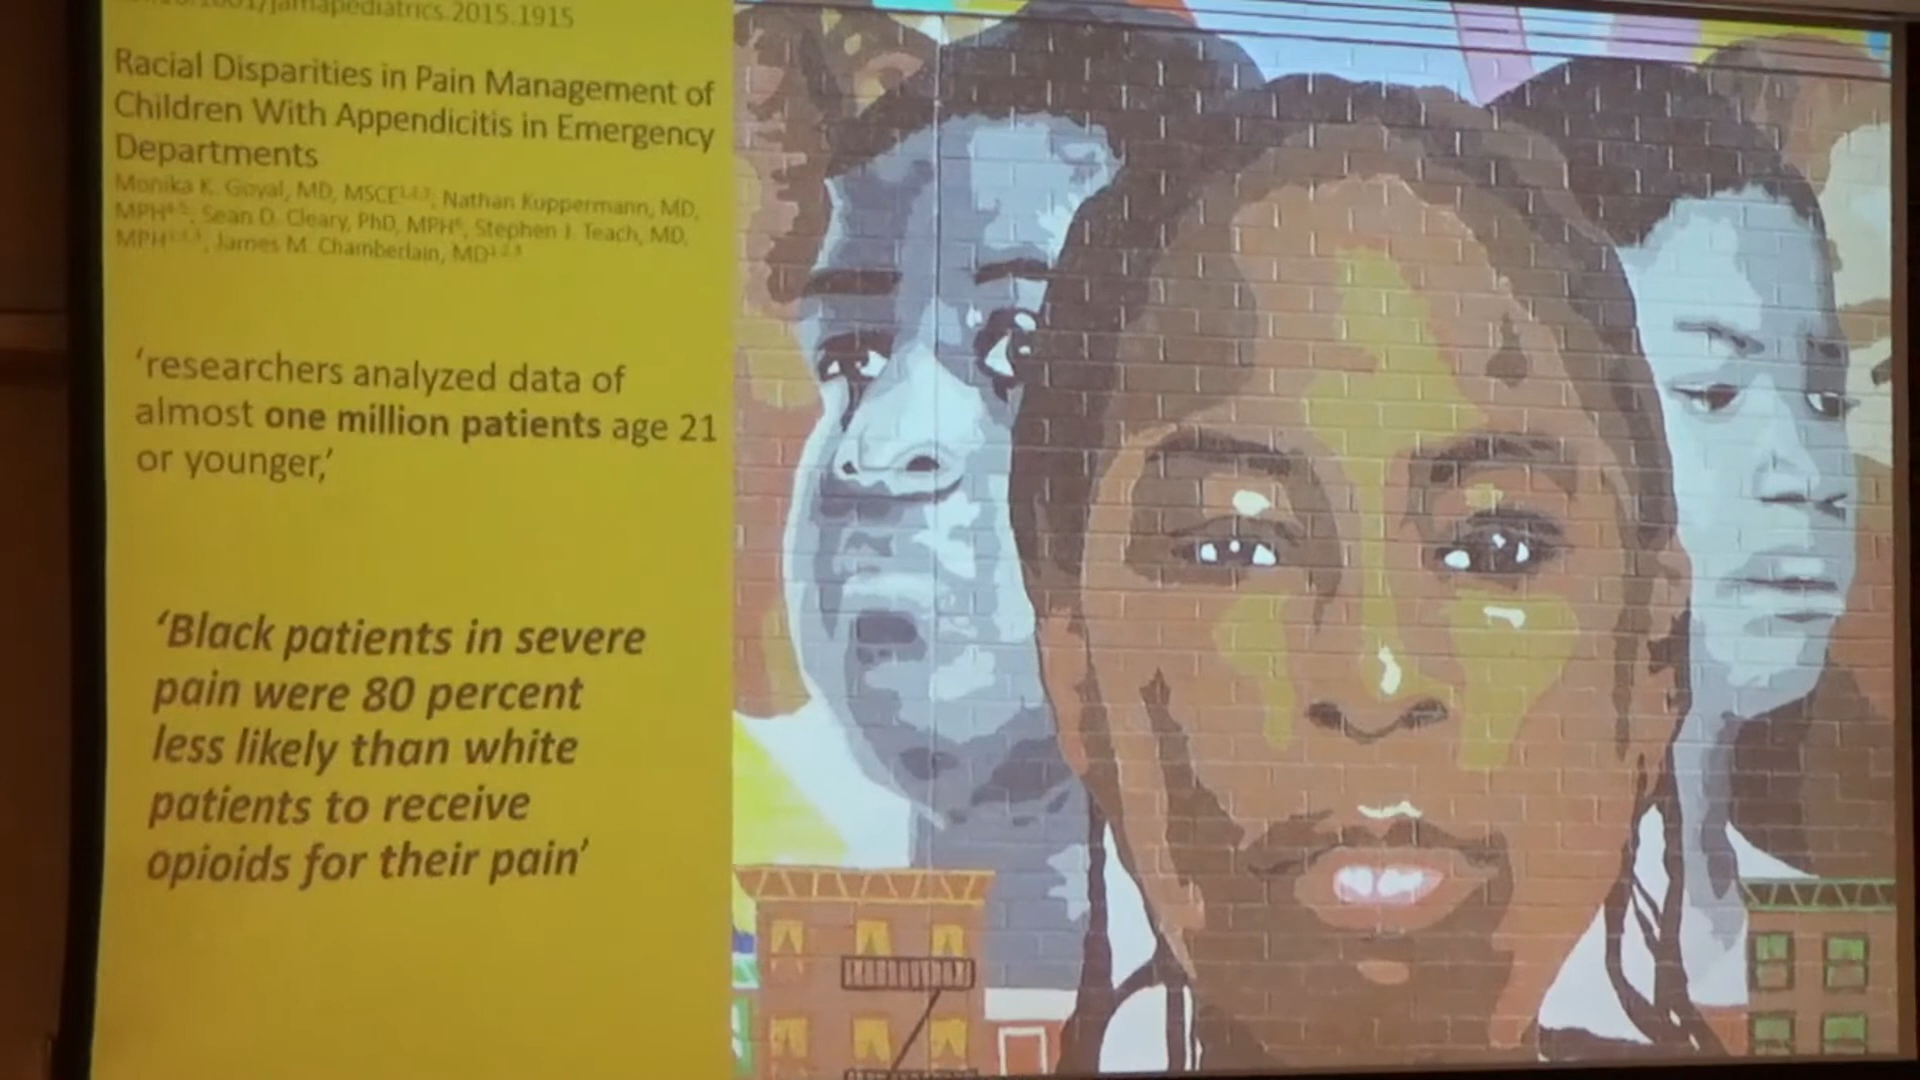 jamapediatrics.2015.1915
Racial Disparities in Pain Management of
Children With Appendicitis in Emergency
Departments
Monika K. Goyal, MD, MSCE; Nathan Kuppermann, MD,
MPH; Sean D. Cleary, PhD, MPH; Stephen J. Teach, MD,
MPH; James M. Chamberlain, MD
‘researchers analyzed data of
almost one million patients age 21
or younger,’
‘Black patients in severe
pain were 80 percent
less likely than white
patients to receive
opioids for their pain’